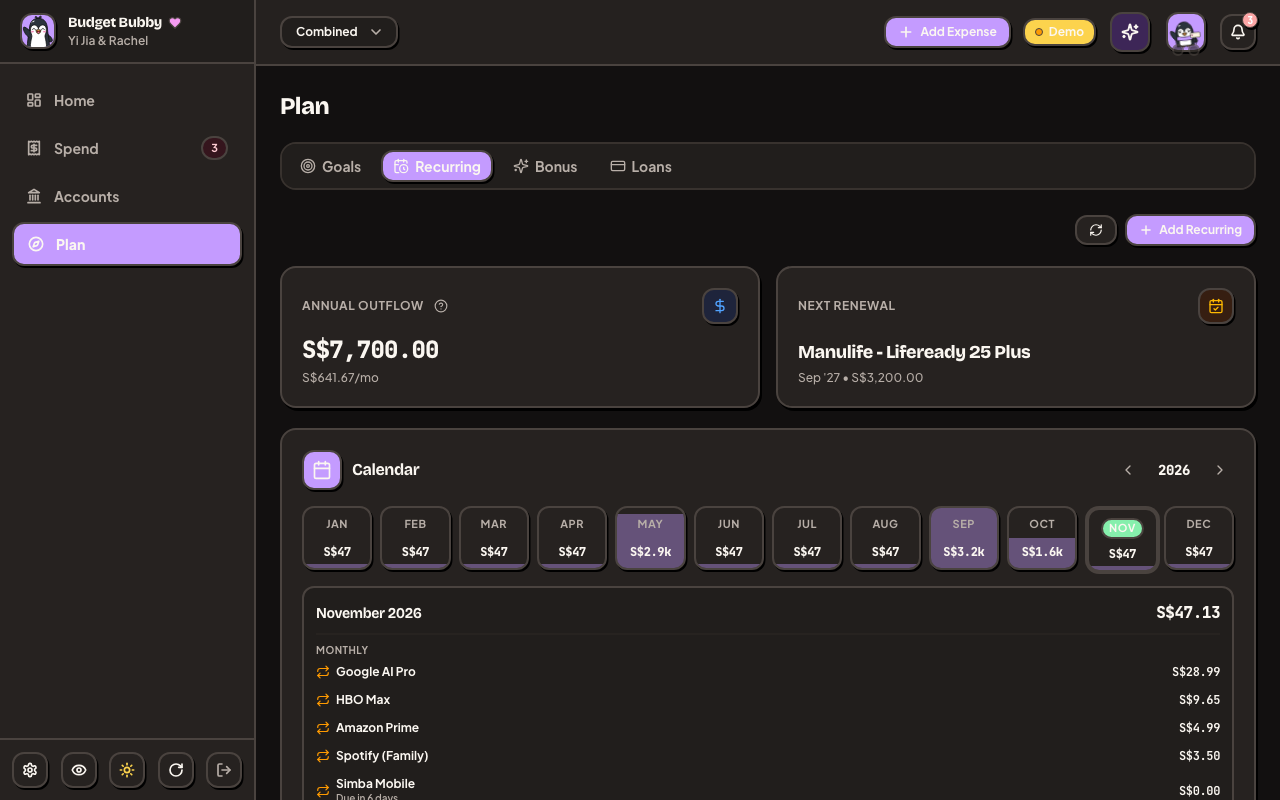 Budget Bubby
Yi Jia & Rachel
Combined
Add Expense
Demo
3
Home
Spend
3
Accounts
Plan
Plan
Goals
Recurring
Bonus
Loans
Add Recurring
ANNUAL OUTFLOW
S$7,700.00
S$641.67/mo
NEXT RENEWAL
Manulife - Lifeready 25 Plus
Sep '27 • S$3,200.00
Calendar
2026
JAN
S$47
FEB
S$47
MAR
S$47
APR
S$47
MAY
S$2.9k
JUN
S$47
JUL
S$47
AUG
S$47
SEP
S$3.2k
OCT
S$1.6k
NOV
S$47
DEC
S$47
November 2026
S$47.13
MONTHLY
Google AI Pro
S$28.99
HBO Max
S$9.65
Amazon Prime
S$4.99
Spotify (Family)
S$3.50
Simba Mobile
S$0.00
Due in 6 days